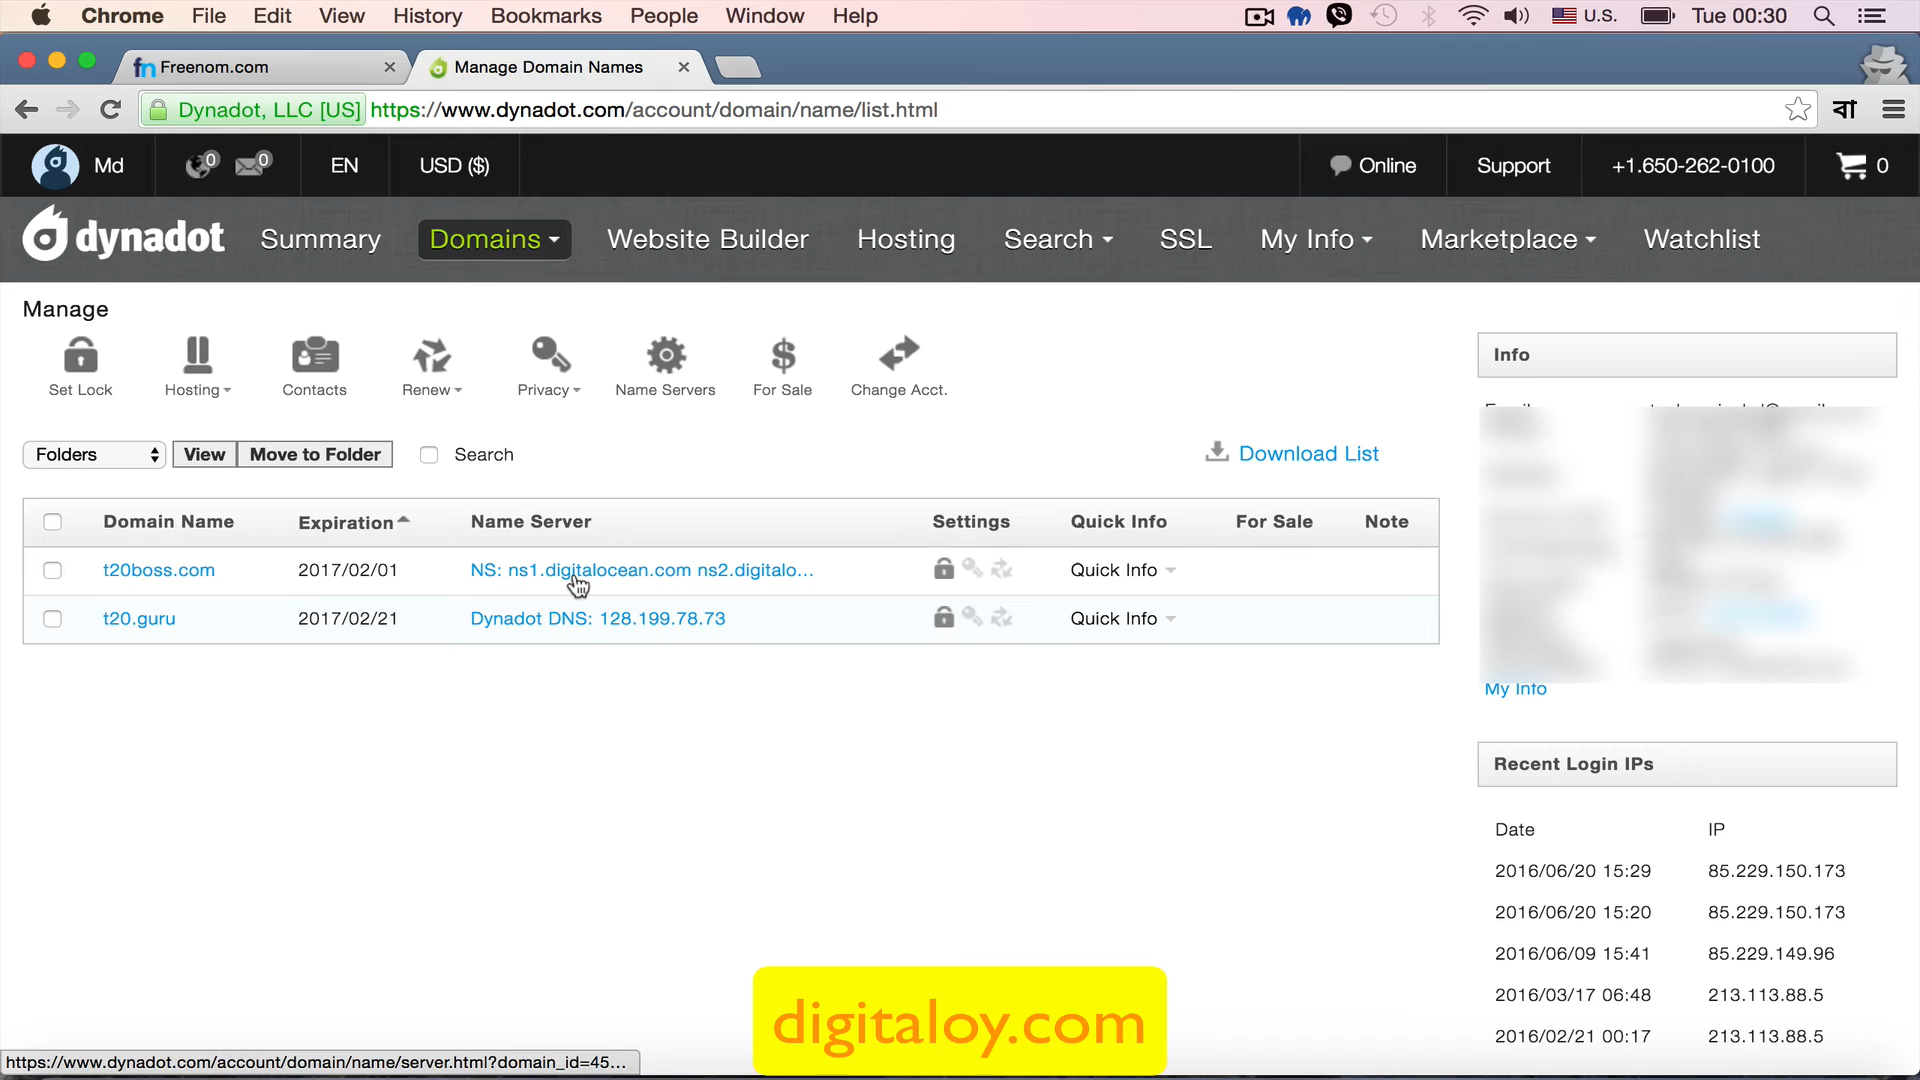 Chrome File Edit View History Bookmarks People Window Help U.S. Tue 00:30
Freenom.com Manage Domain Names
Dynadot, LLC [US] https://www.dynadot.com/account/domain/name/list.html বা
Md 0 0 EN USD ($) Online Support +1.650-262-0100 0
dynadot Summary Domains Website Builder Hosting Search SSL My Info Marketplace Watchlist
Manage
Set Lock Hosting Contacts Renew Privacy Name Servers For Sale Change Acct.
Info
Folders View Move to Folder Search Download List
Domain Name Expiration Name Server Settings Quick Info For Sale Note
t20boss.com 2017/02/01 NS: ns1.digitalocean.com ns2.digitalo... Quick Info
t20.guru 2017/02/21 Dynadot DNS: 128.199.78.73 Quick Info
My Info
Recent Login IPs
Date IP
2016/06/20 15:29 85.229.150.173
2016/06/20 15:20 85.229.150.173
2016/06/09 15:41 85.229.149.96
2016/03/17 06:48 213.113.88.5
2016/02/21 00:17 213.113.88.5
digitaloy.com
https://www.dynadot.com/account/domain/name/server.html?domain_id=45...